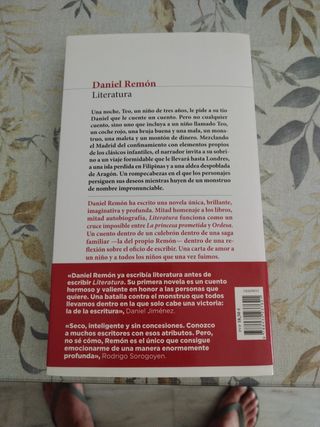 Daniel Remón
Literatura
Una noche, Teo, un niño de tres años, le pide a su tío
Daniel que le cuente un cuento. Pero no cualquier
cuento, sino uno que incluya a un niño llamado Teo,
un coche rojo, una bruja buena y una mala, un mons-
truo, una maleta y un montón de dinero. Mezclando
el Madrid del confinamiento con elementos propios
de los clásicos infantiles, el narrador invita a su sobri-
no a un viaje formidable que le llevará hasta Londres,
a una isla perdida en Filipinas y a una aldea despoblada
de Aragón. Un rompecabezas en el que los personajes
persiguen sus deseos mientras huyen de un monstruo
de nombre impronunciable.
Daniel Remón ha escrito una novela única, brillante,
imaginativa y profunda. Mitad homenaje a los libros,
mitad autobiografía, Literatura funciona como un
cruce imposible entre La princesa prometida y Ordesa.
Un cuento dentro de un culebrón dentro de una saga
familiar —la del propio Remón— dentro de una re-
flexión sobre el oficio de escribir. Una carta de amor a
un niño y a todos los niños que una vez fuimos.
«Daniel Remón ya escribía literatura antes de
escribir Literatura. Su primera novela es un cuento
hermoso y valiente en honor a las personas que
quiere. Una batalla contra el monstruo que todos
llevamos dentro en la que solo cabe una victoria:
la de la escritura», Daniel Jiménez.
«Seco, inteligente y sin concesiones. Conozco
a muchos escritores con esos atributos. Pero,
no sé cómo, Remón es el único que consigue
emocionarme de una manera enormemente
profunda», Rodrigo Sorogoyen.